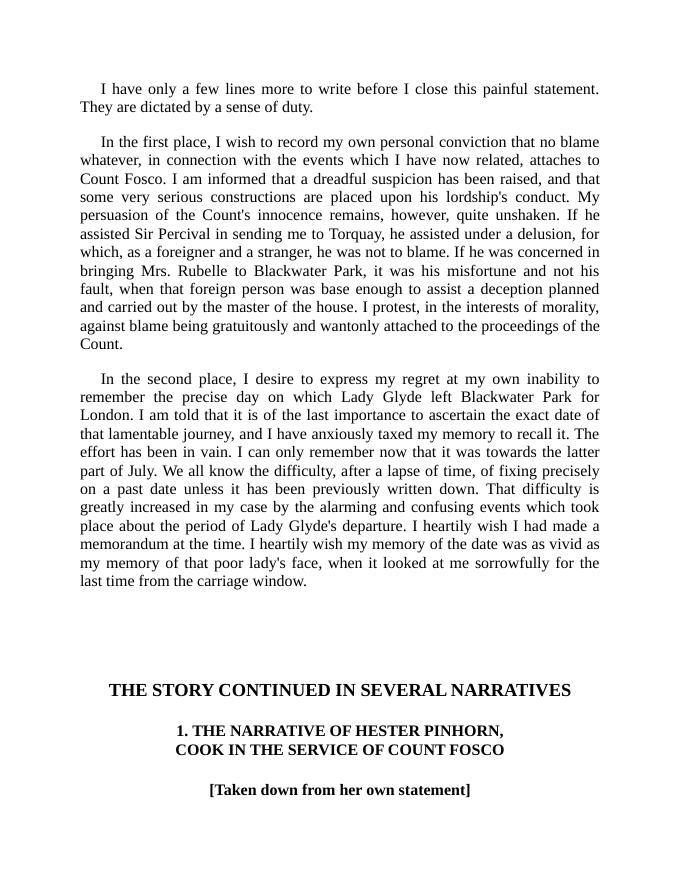 I have only a few lines more to write before I close this painful statement.
They are dictated by a sense of duty.
In the first place, I wish to record my own personal conviction that no blame
whatever, in connection with the events which I have now related, attaches to
Count Fosco. I am informed that a dreadful suspicion has been raised, and that
some very serious constructions are placed upon his lordship's conduct. My
persuasion of the Count's innocence remains, however, quite unshaken. If he
assisted Sir Percival in sending me to Torquay, he assisted under a delusion, for
which, as a foreigner and a stranger, he was not to blame. If he was concerned in
bringing Mrs. Rubelle to Blackwater Park, it was his misfortune and not his
fault, when that foreign person was base enough to assist a deception planned
and carried out by the master of the house. I protest, in the interests of morality,
against blame being gratuitously and wantonly attached to the proceedings of the
Count.
In the second place, I desire to express my regret at my own inability to
remember the precise day on which Lady Glyde left Blackwater Park for
London. I am told that it is of the last importance to ascertain the exact date of
that lamentable journey, and I have anxiously taxed my memory to recall it. The
effort has been in vain. I can only remember now that it was towards the latter
part of July. We all know the difficulty, after a lapse of time, of fixing precisely
on a past date unless it has been previously written down. That difficulty is
greatly increased in my case by the alarming and confusing events which took
place about the period of Lady Glyde's departure. I heartily wish I had made a
memorandum at the time. I heartily wish my memory of the date was as vivid as
my memory of that poor lady's face, when it looked at me sorrowfully for the
last time from the carriage window.
THE STORY CONTINUED IN SEVERAL NARRATIVES
1. THE NARRATIVE OF HESTER PINHORN,
COOK IN THE SERVICE OF COUNT FOSCO
[Taken down from her own statement]